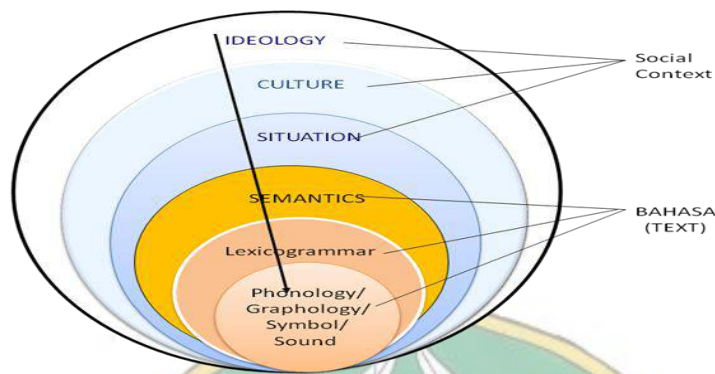 IDEOLOGY
CULTURE
SITUATION
SEMANTICS
Lexicogrammar
Phonology/
Graphology/
Symbol/
Sound
Social
Context
BAHASA
(TEXT)